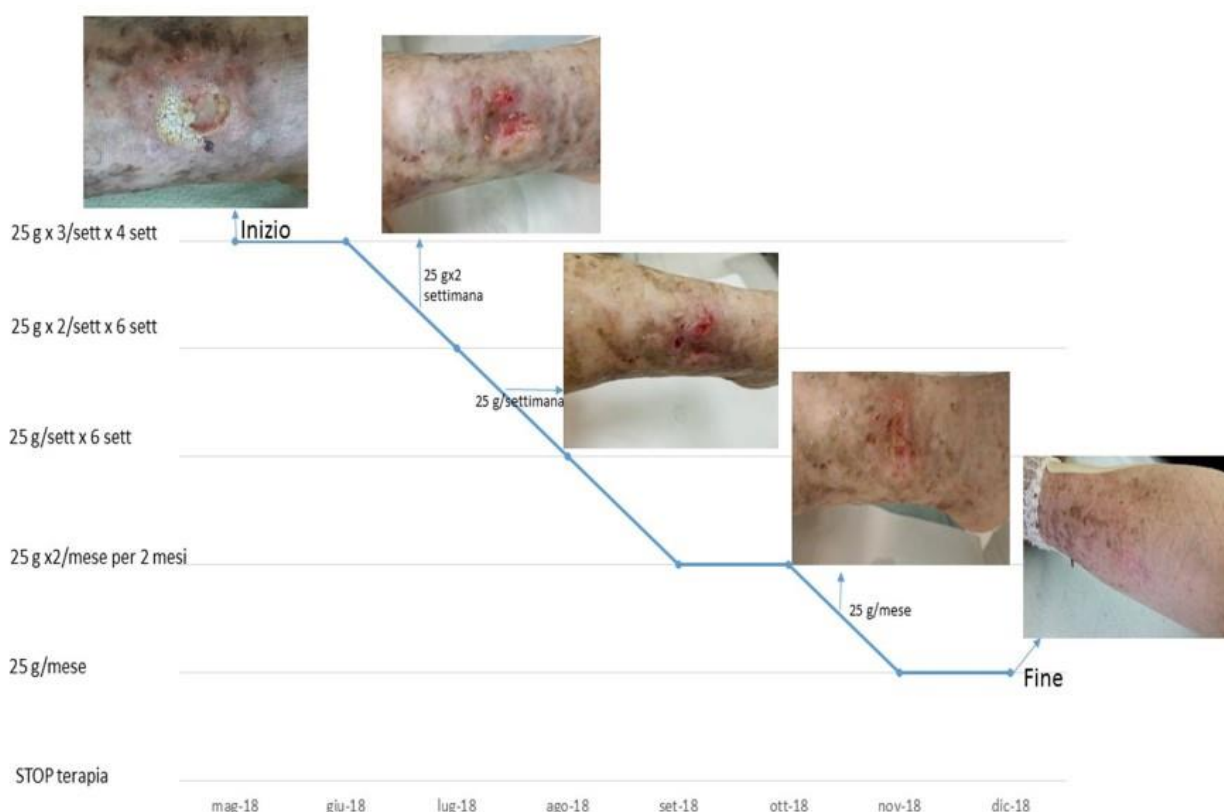 25 g x 3/sett x 4 sett
Inizio
25 gx2
settimana
25 g x 2/sett x 6 sett
25 g/settimana
25 g/sett x 6 sett
25 g x2/mese per 2 mesi
25 g/mese
25 g/mese
Fine
STOP terapia
mag-18 giu-18 lug-18 ago-18 set-18 ott-18 nov-18 dic-18